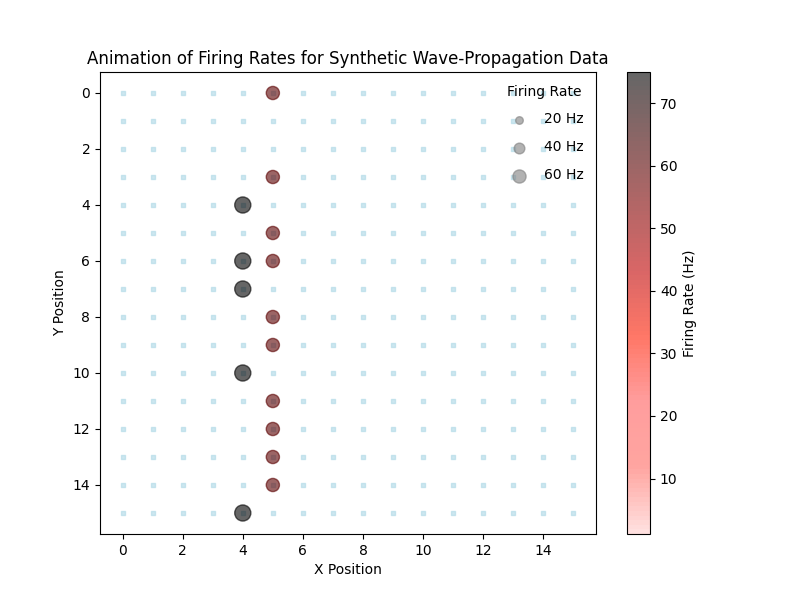 Animation of Firing Rates for Synthetic Wave-Propagation Data
Firing Rate
20 Hz
40 Hz
60 Hz
0
2
4
6
8
10
12
14
Y Position
0
2
4
6
8
10
12
14
X Position
70
60
50
40
30
20
10
Firing Rate (Hz)